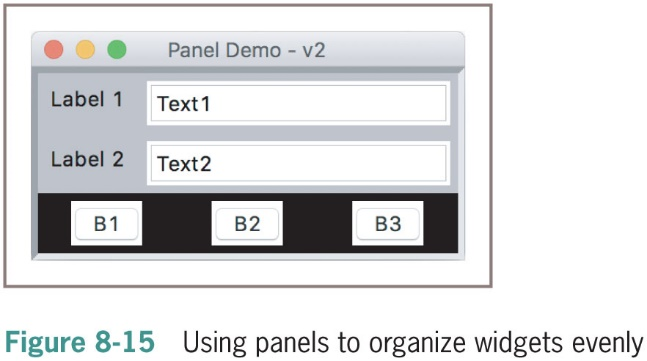 Panel Demo - v2
Label 1 Text1
Label 2 Text2
B1 B2 B3
Figure 8-15 Using panels to organize widgets evenly